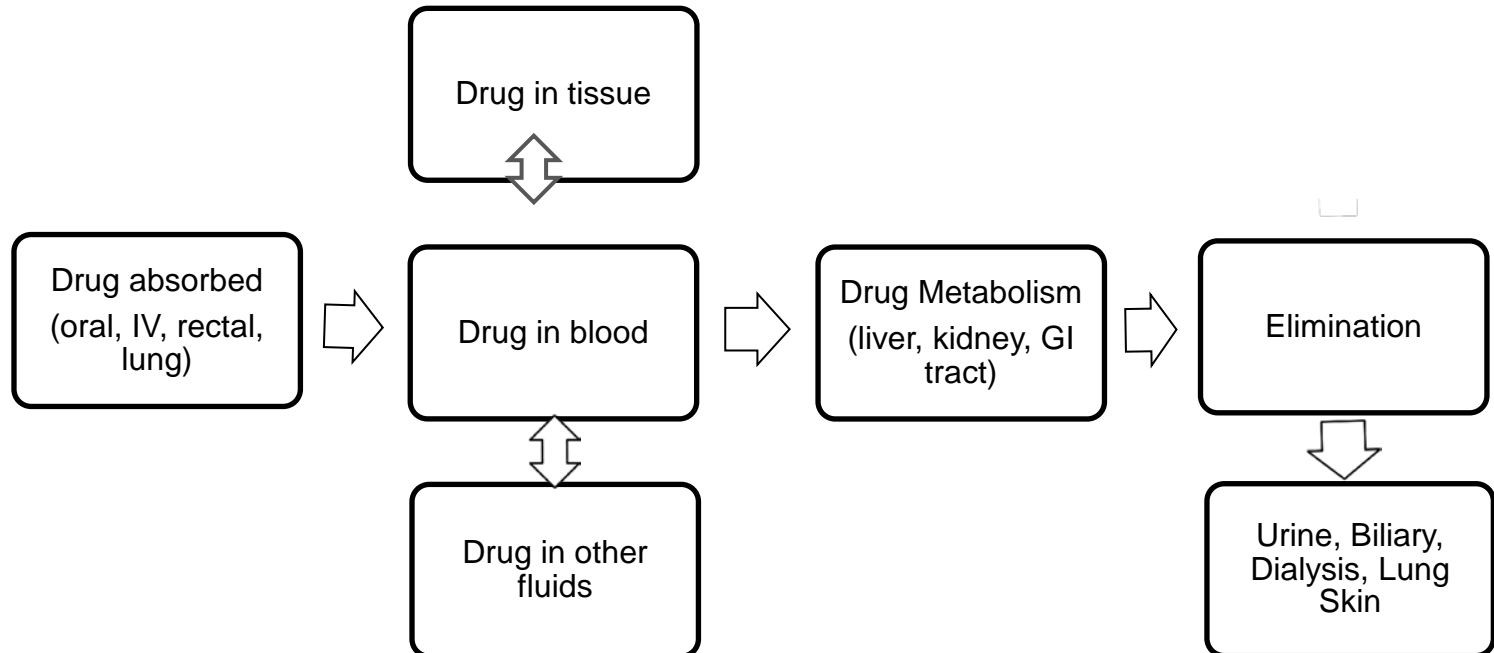 Drug in tissue
Drug absorbed
(oral, IV, rectal,
lung)
Drug in blood
Drug Metabolism
(liver, kidney, GI
tract)
Elimination
Drug in other
fluids
Urine, Biliary,
Dialysis, Lung
Skin